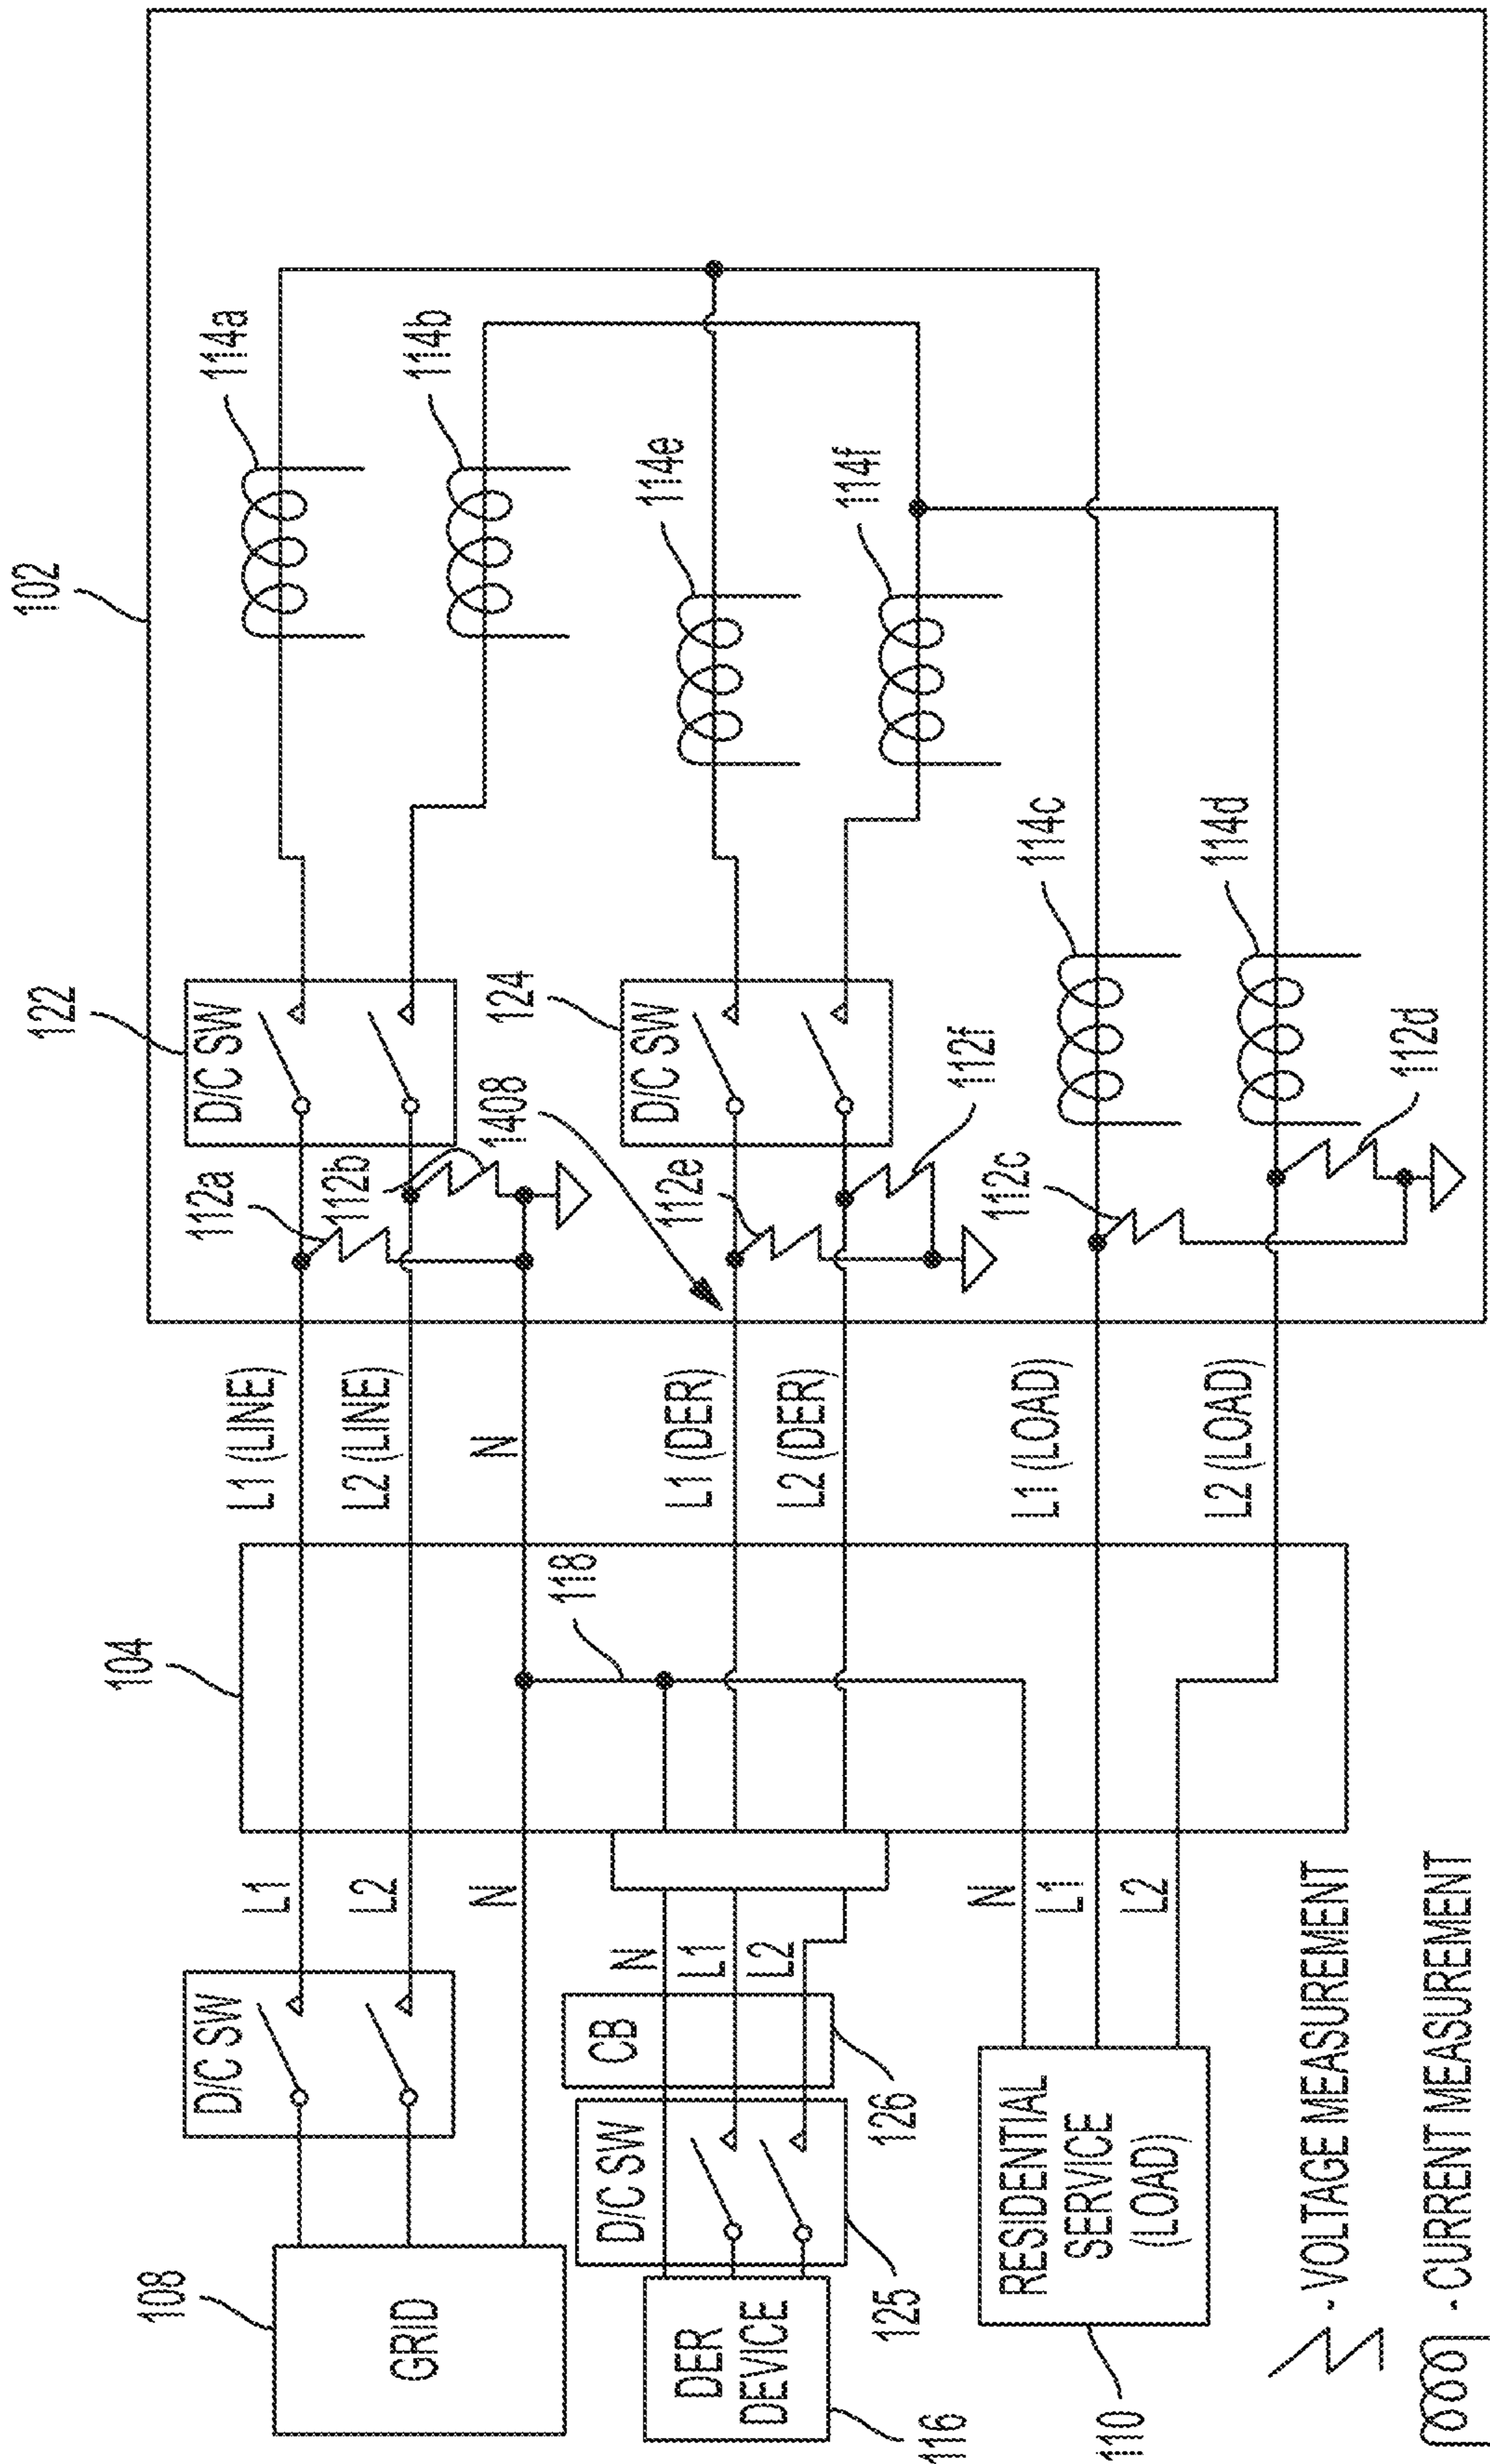 102
114a
114b
114e
114f
114c
114d
122
D/C SW
124
D/C SW
1408
112a
112b
112e
112f
112c
112d
L1 (LINE)
L2 (LINE)
N
L1 (DER)
L2 (DER)
L1 (LOAD)
L2 (LOAD)
104
118
L1
L2
N
N
L1
L2
N
L1
L2
D/C SW
CB
126
D/C SW
125
108
GRID
DER
DEVICE
116
RESIDENTIAL
SERVICE
(LOAD)
110
- VOLTAGE MEASUREMENT
- CURRENT MEASUREMENT